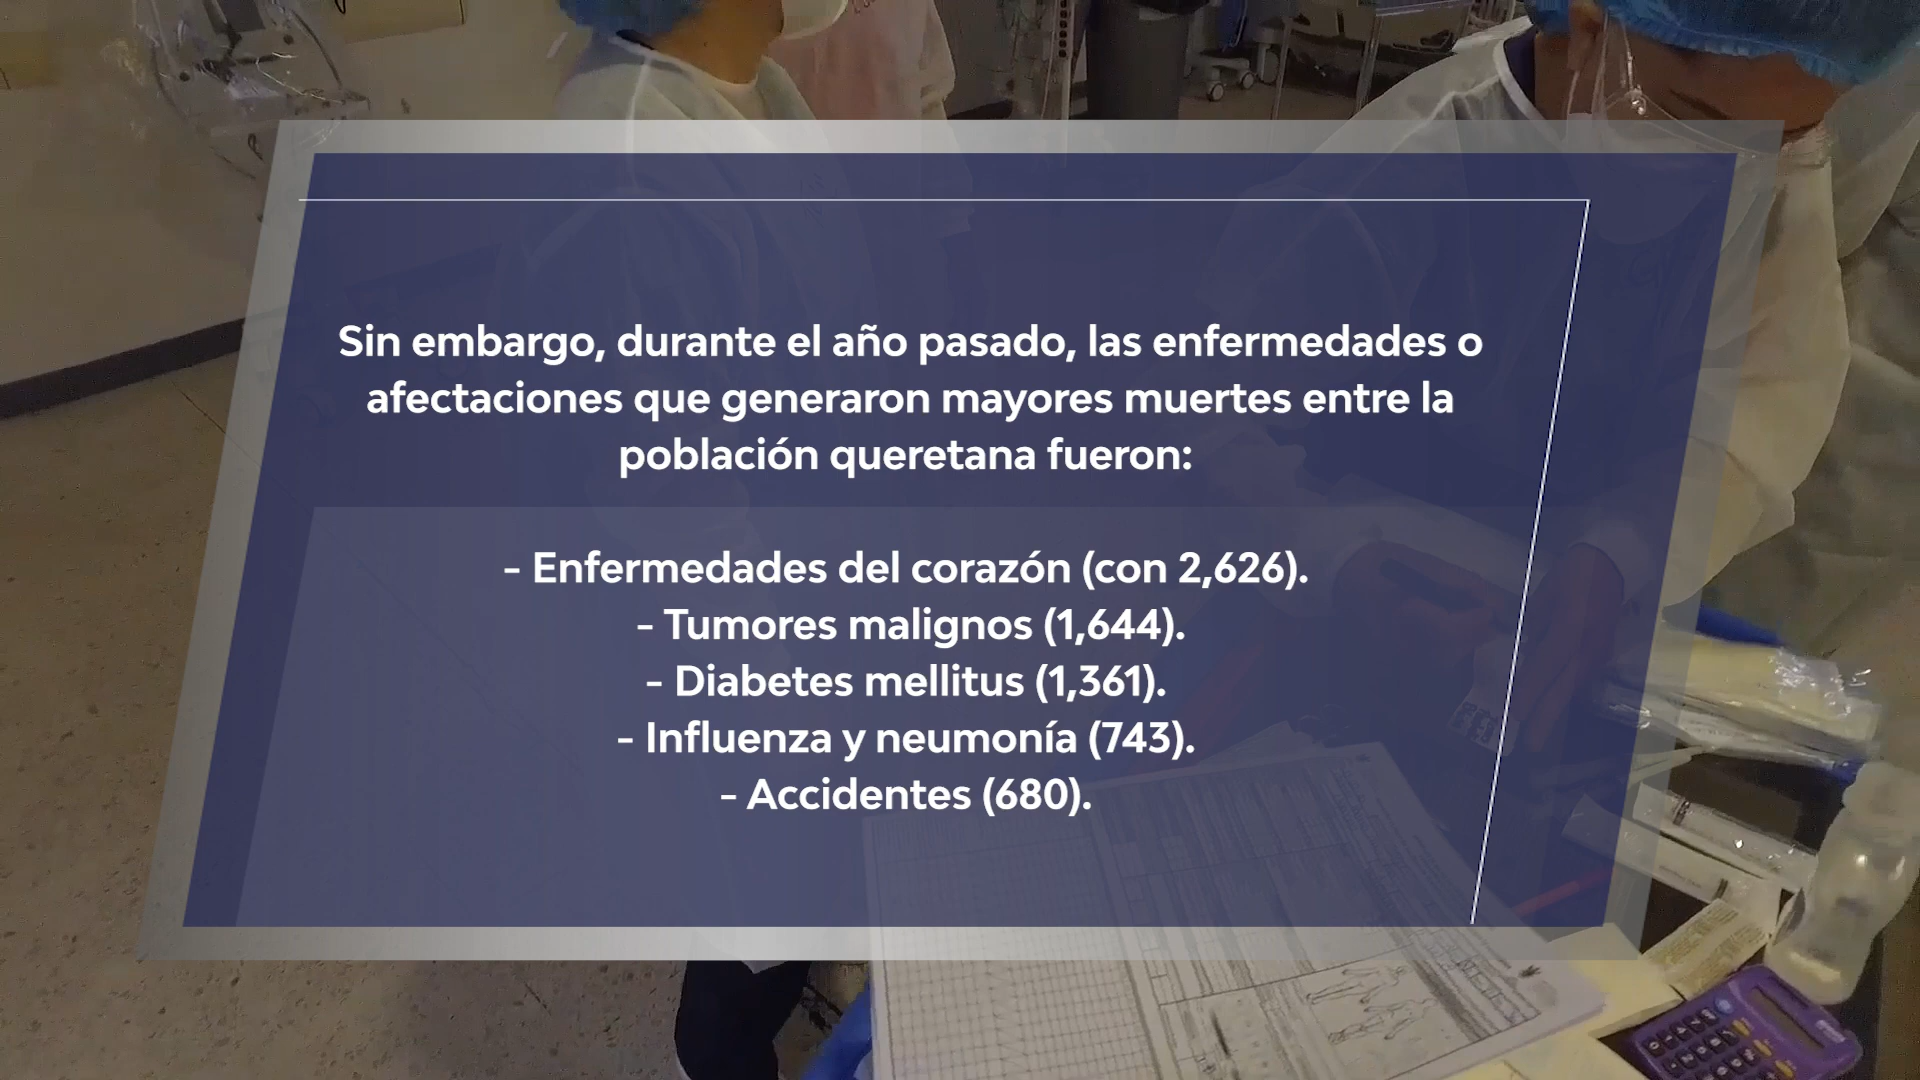 Sin embargo, durante el año pasado, las enfermedades o
afectaciones que generaron mayores muertes entre la
población queretana fueron:
- Enfermedades del corazón (con 2,626).
- Tumores malignos (1,644).
- Diabetes mellitus (1,361).
- Influenza y neumonía (743).
- Accidentes (680).